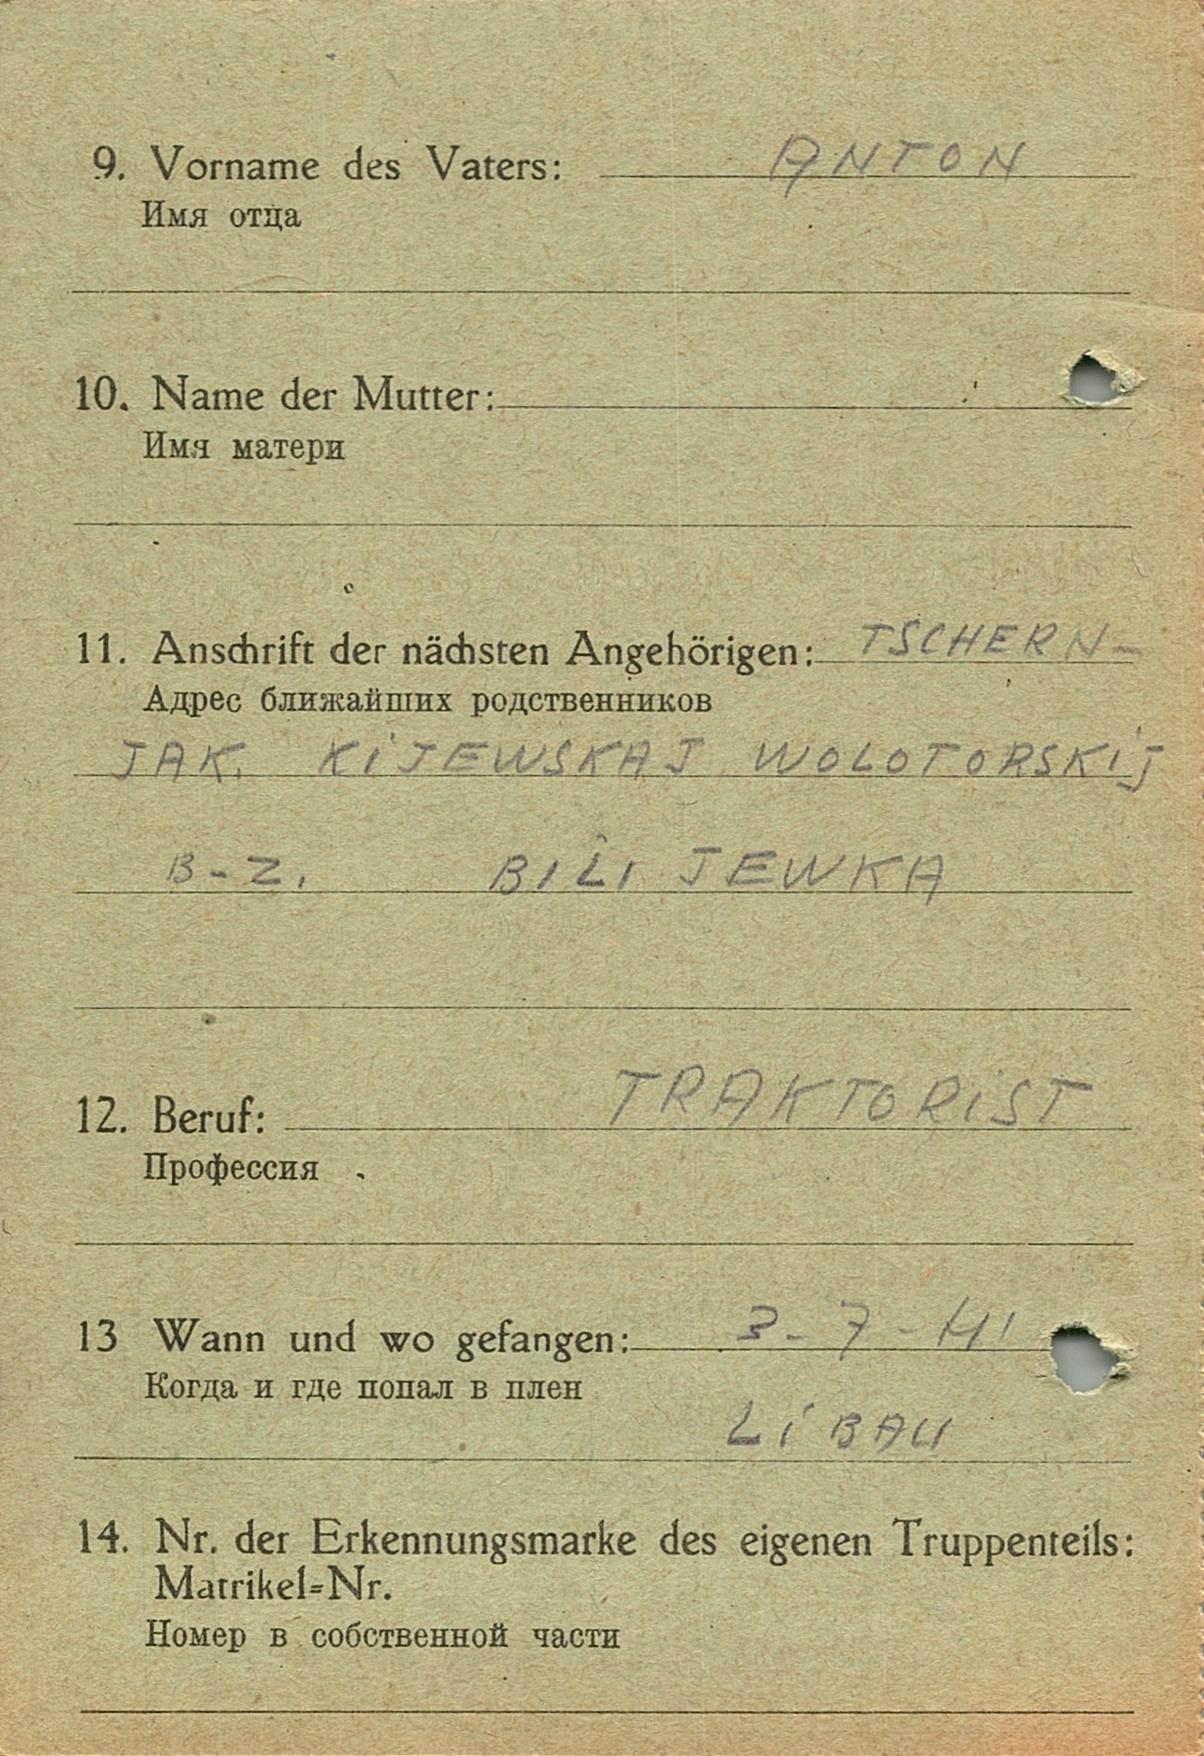 9. Vorname des Vaters: ANTON
Имя отца
10. Name der Mutter:
Имя матери
11. Anschrift der nächsten Angehörigen: TSCHERN-
Адрес ближайших родственников
JAK. KIJEWSKAJ WOLOTORSKIJ
B-Z. BILI JEWKA
12. Beruf: TRAKTORIST
Профессия
13 Wann und wo gefangen: 3-7-41
Когда и где попал в плен
LIBAU
14. Nr. der Erkennungsmarke des eigenen Truppenteils:
Matrikel=Nr.
Номер в собственной части